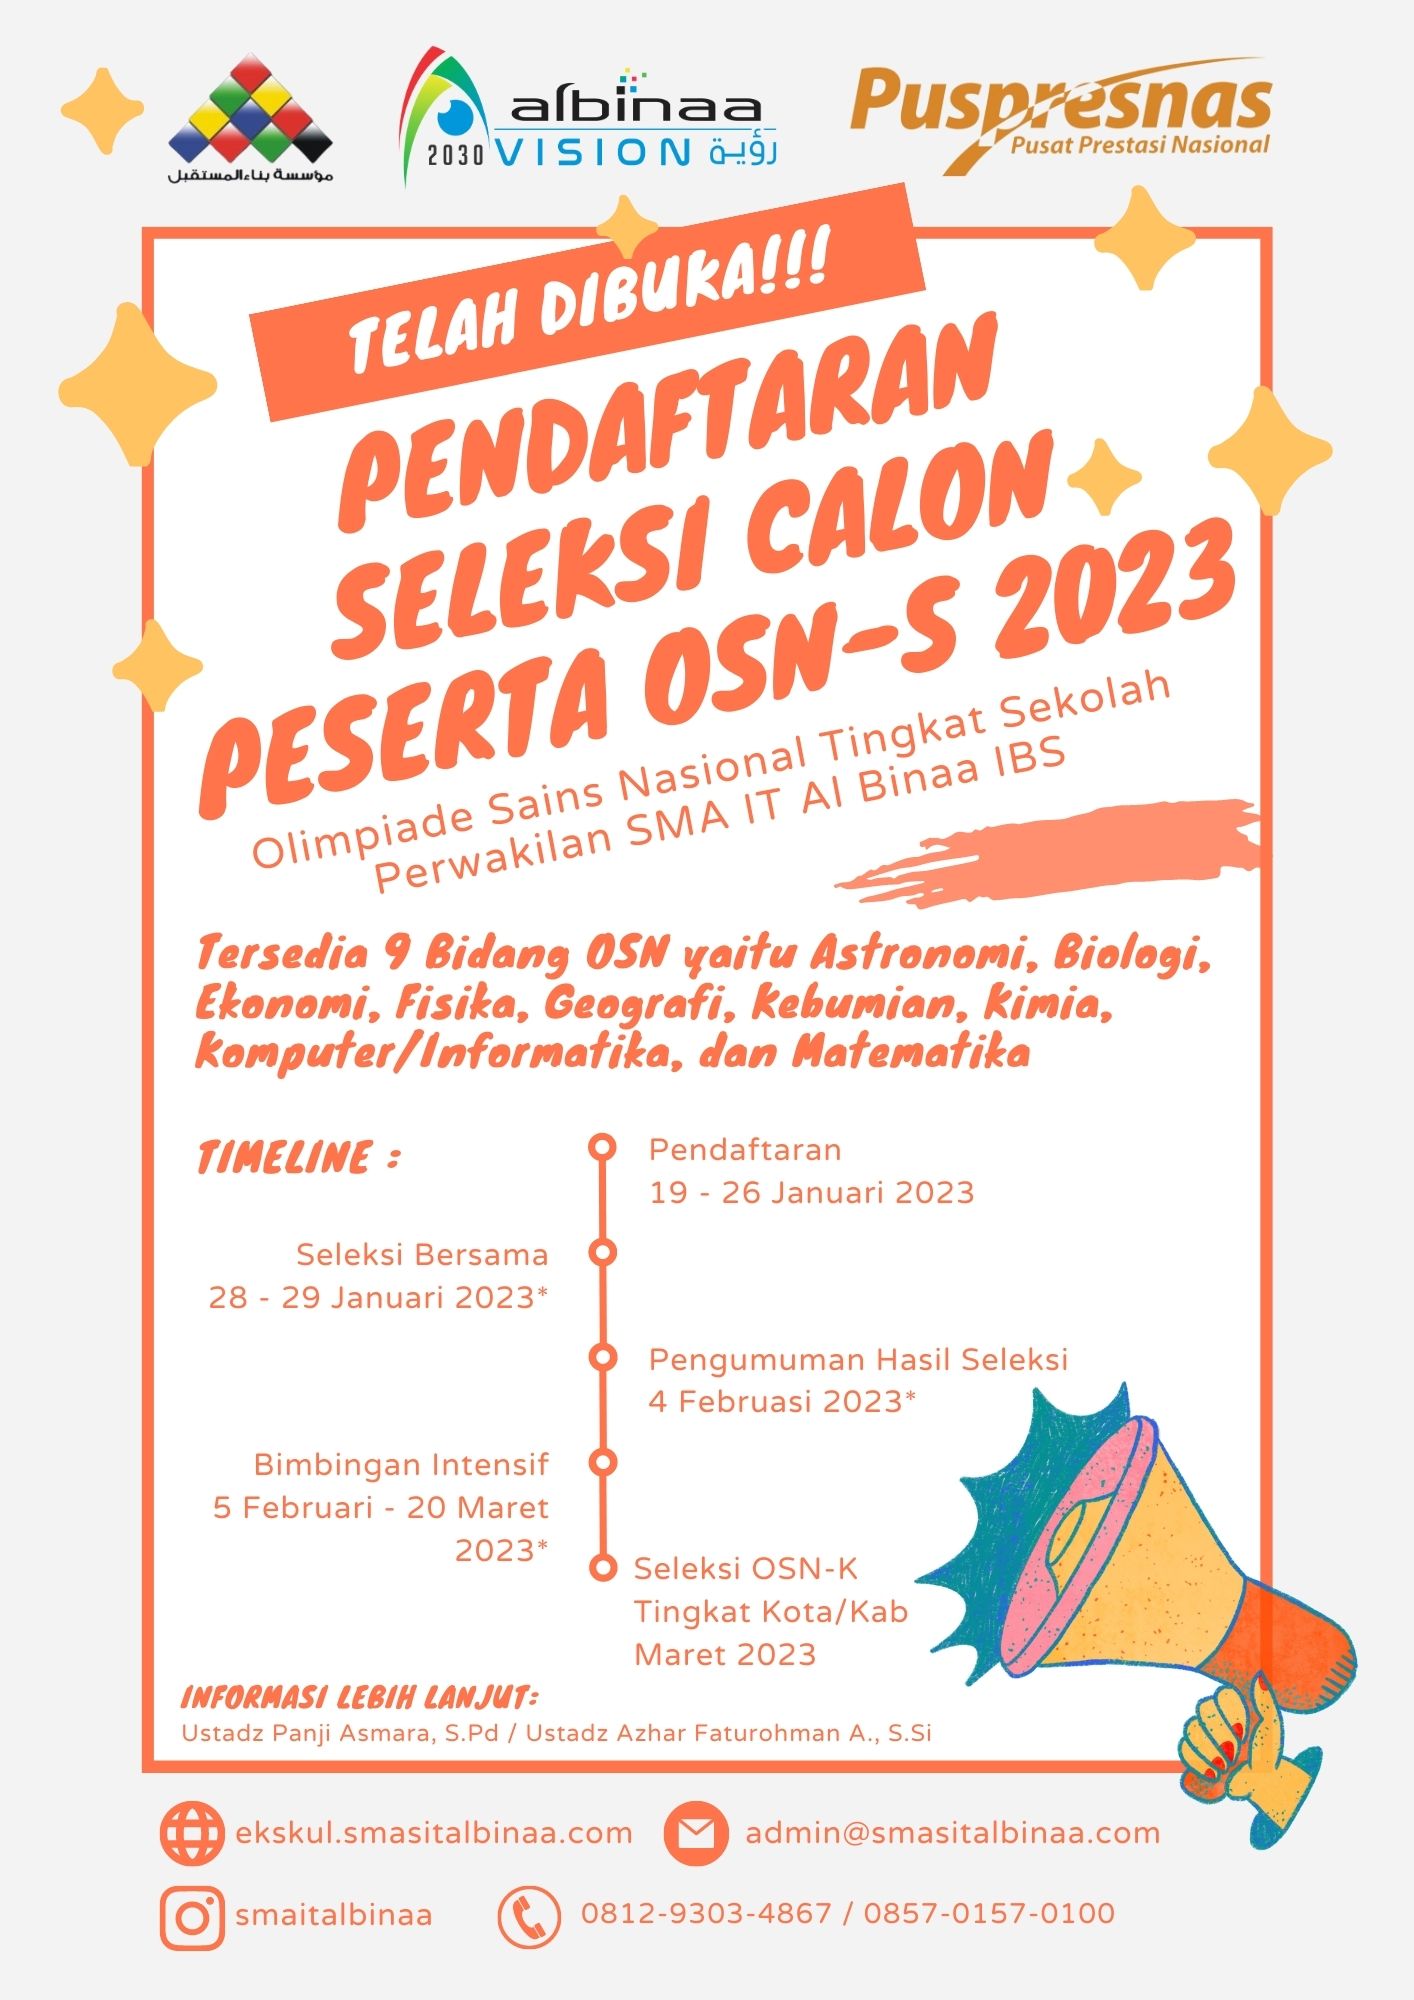 مؤسسة بناء المستقبل
albinaa
2030 VISION رؤية
Puspresnas
Pusat Prestasi Nasional
TELAH DIBUKA!!!
PENDAFTARAN
SELEKSI CALON
PESERTA OSN-S 2023
Olimpiade Sains Nasional Tingkat Sekolah
Perwakilan SMA IT Al Binaa IBS
Tersedia 9 Bidang OSN yaitu Astronomi, Biologi,
Ekonomi, Fisika, Geografi, Kebumian, Kimia,
Komputer/Informatika, dan Matematika
TIMELINE :
Pendaftaran
19 - 26 Januari 2023
Seleksi Bersama
28 - 29 Januari 2023*
Pengumuman Hasil Seleksi
4 Februasi 2023*
Bimbingan Intensif
5 Februari - 20 Maret
2023*
Seleksi OSN-K
Tingkat Kota/Kab
Maret 2023
INFORMASI LEBIH LANJUT:
Ustadz Panji Asmara, S.Pd / Ustadz Azhar Faturohman A., S.Si
ekskul.smasitalbinaa.com
admin@smasitalbinaa.com
smaitalbinaa
0812-9303-4867 / 0857-0157-0100